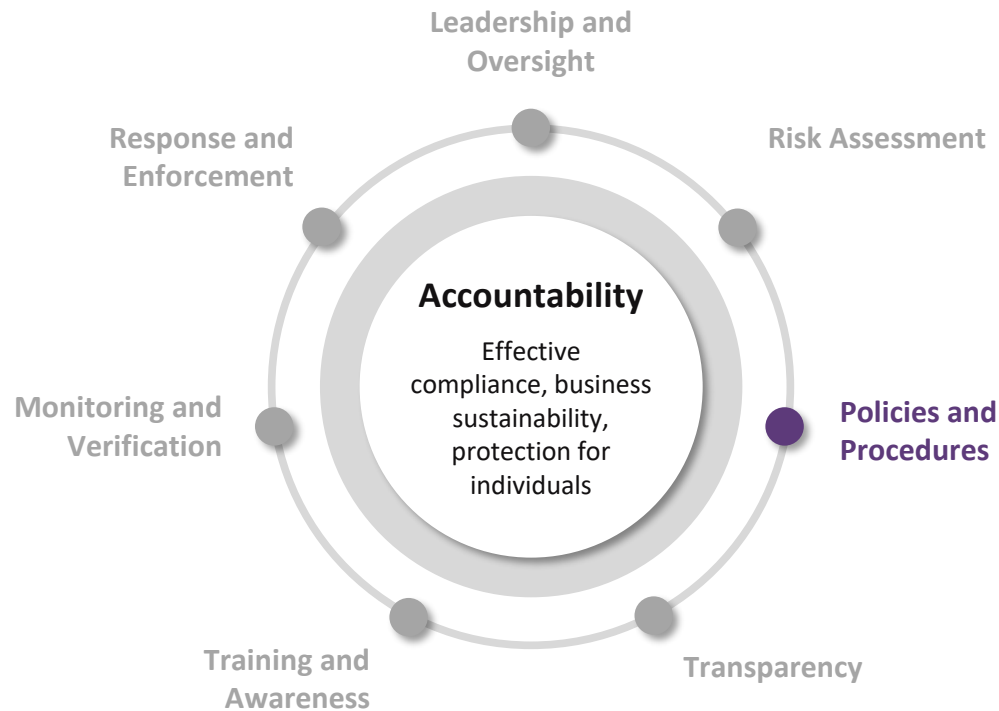 Leadership and
Oversight
Response and
Enforcement
Risk Assessment
Accountability
Effective
compliance, business
sustainability,
protection for
individuals
Monitoring and
Verification
Policies and
Procedures
Training and
Awareness
Transparency